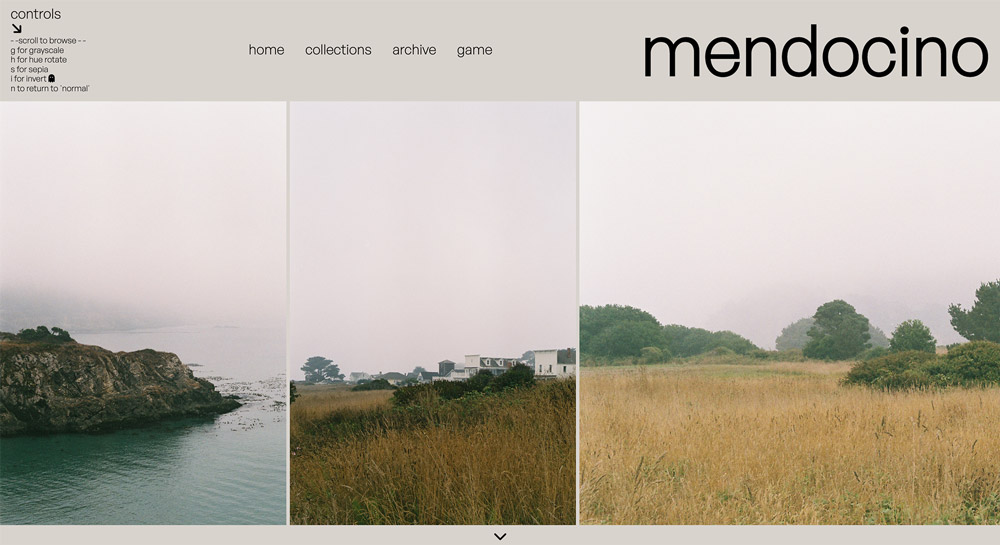 controls
--scroll to browse--
g for grayscale
h for hue rotate
s for sepia
i for invert
n to return to 'normal'
home collections archive game
mendocino